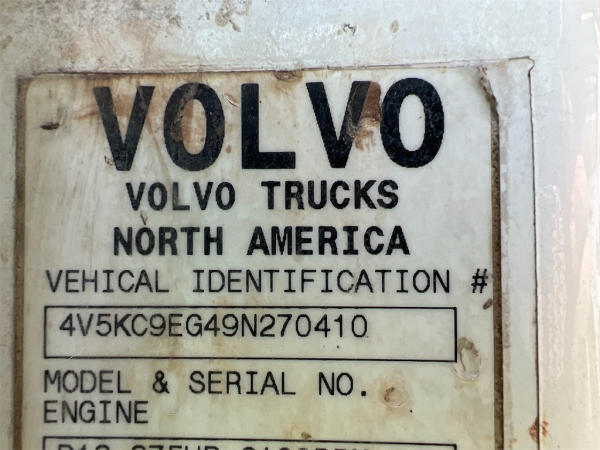 VOLVO
VOLVO TRUCKS
NORTH AMERICA
VEHICAL IDENTIFICATION #
4V5KC9EG49N270410
MODEL & SERIAL NO.
ENGINE